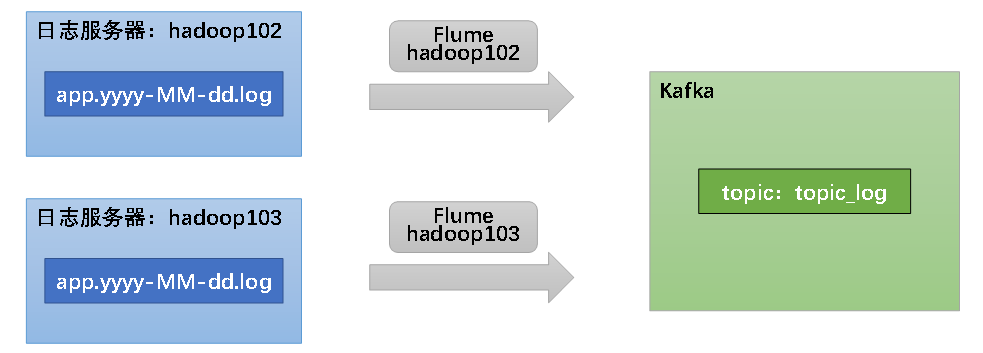 日志服务器：hadoop102
app.yyyy-MM-dd.log
Flume
hadoop102
日志服务器：hadoop103
app.yyyy-MM-dd.log
Flume
hadoop103
Kafka
topic：topic_log